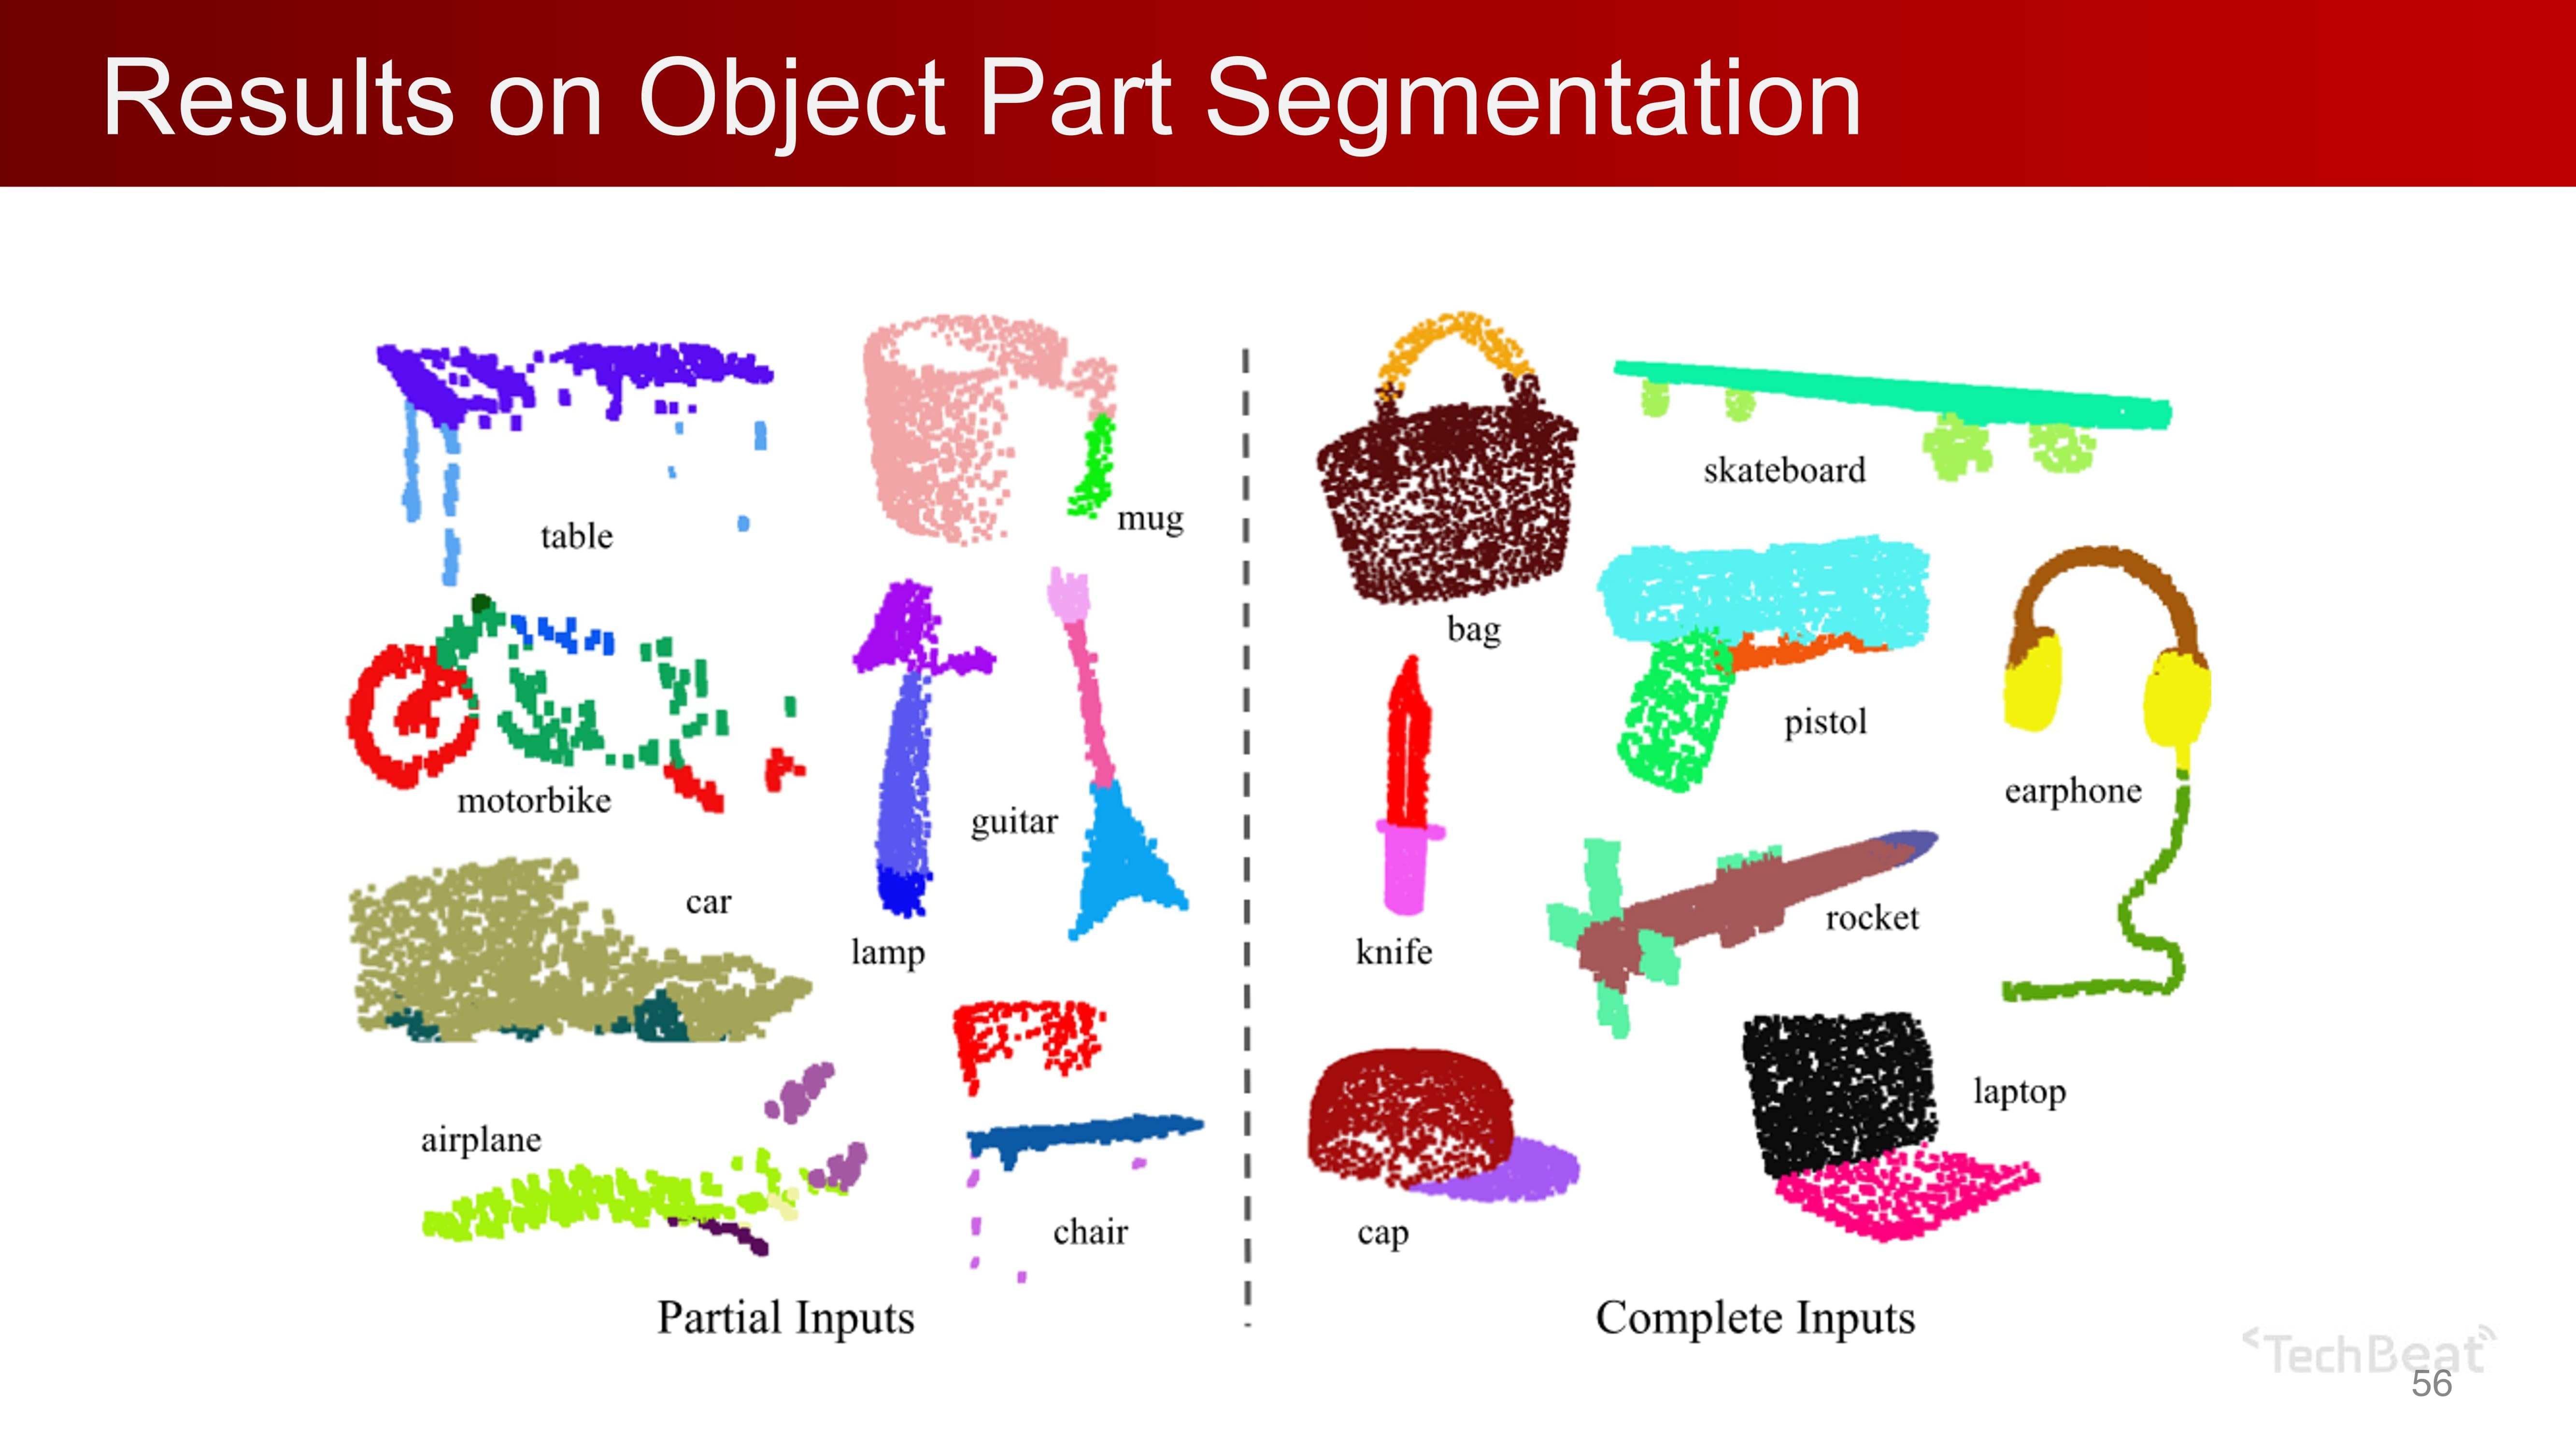 Results on Object Part Segmentation
table
mug
motorbike
guitar
car
lamp
airplane
chair
Partial Inputs
skateboard
bag
pistol
earphone
knife
rocket
laptop
cap
Complete Inputs
TechBeat
56